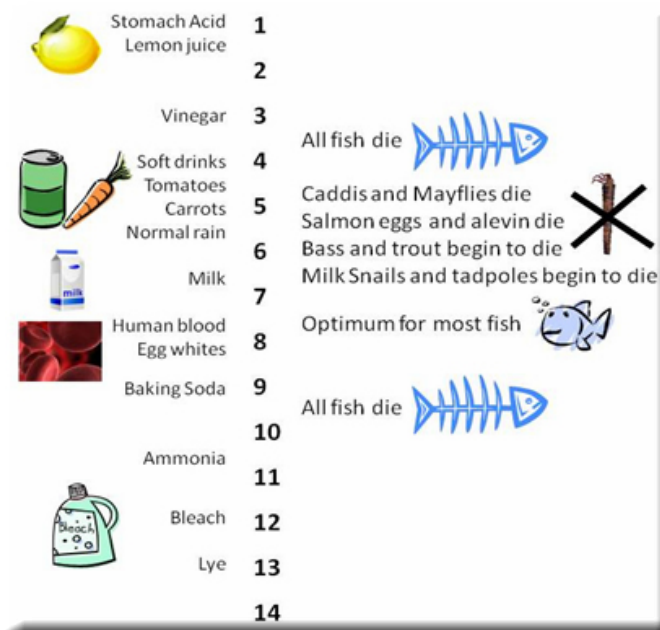 Stomach Acid
Lemon juice
1
2
Vinegar
3
All fish die
4
Soft drinks
Tomatoes
Carrots
Normal rain
5
Caddis and Mayflies die
Salmon eggs and alevin die
Bass and trout begin to die
Milk Snails and tadpoles begin to die
6
Milk
milk
7
Human blood
Egg whites
8
Optimum for most fish
Baking Soda
9
All fish die
10
Ammonia
11
Bleach
Bleach
12
Lye
13
14